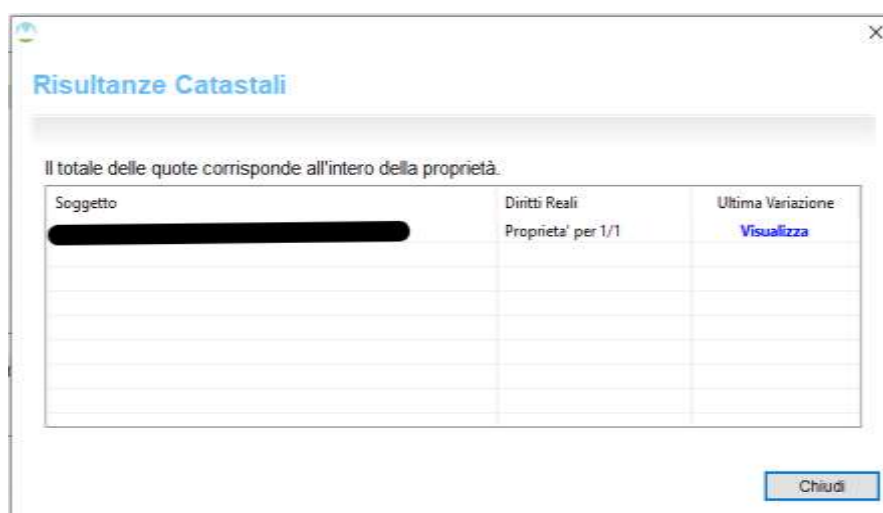 Risultanze Catastali
Il totale delle quote corrisponde all'intero della proprietà.
Soggetto Diritti Reali Ultima Variazione
Proprieta' per 1/1 Visualizza
Chiudi